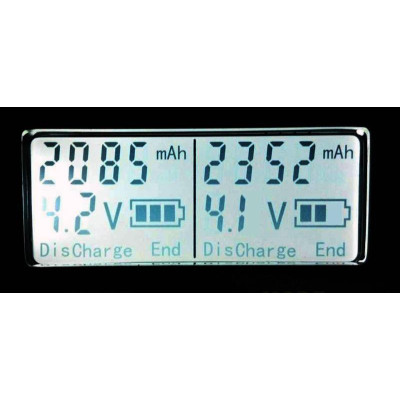 2085 mAh 2352 mAh
4.2 V 4.1 V
DisCharge End DisCharge End